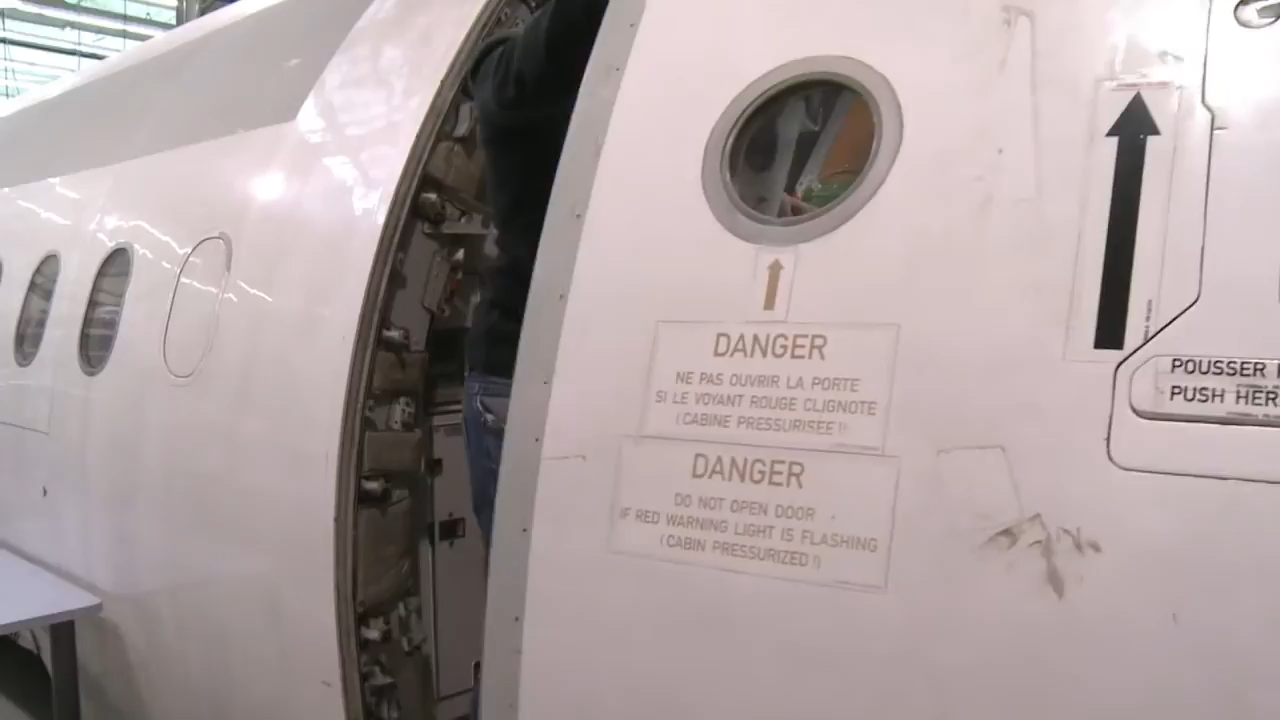 DANGER
NE PAS OUVRIR LA PORTE
SI LE VOYANT ROUGE CLIGNOTE
(CABINE PRESSURISEE!!
DANGER
DO NOT OPEN DOOR
IF RED WARNING LIGHT IS FLASHING
(CABIN PRESSURIZED!)
POUSSER
PUSH HER